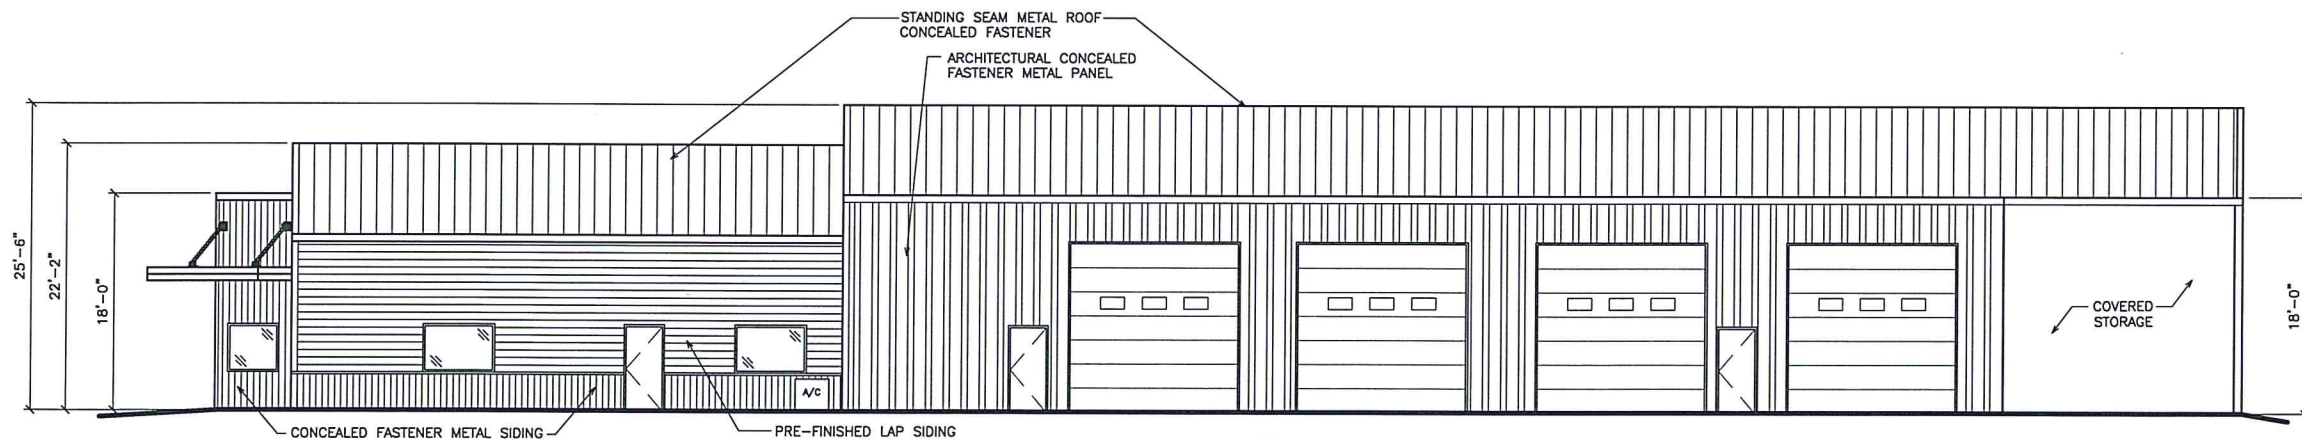 STANDING SEAM METAL ROOF
CONCEALED FASTENER
ARCHITECTURAL CONCEALED
FASTENER METAL PANEL
25'-6"
22'-2"
18'-0"
18'-0"
COVERED
STORAGE
A/C
CONCEALED FASTENER METAL SIDING
PRE-FINISHED LAP SIDING